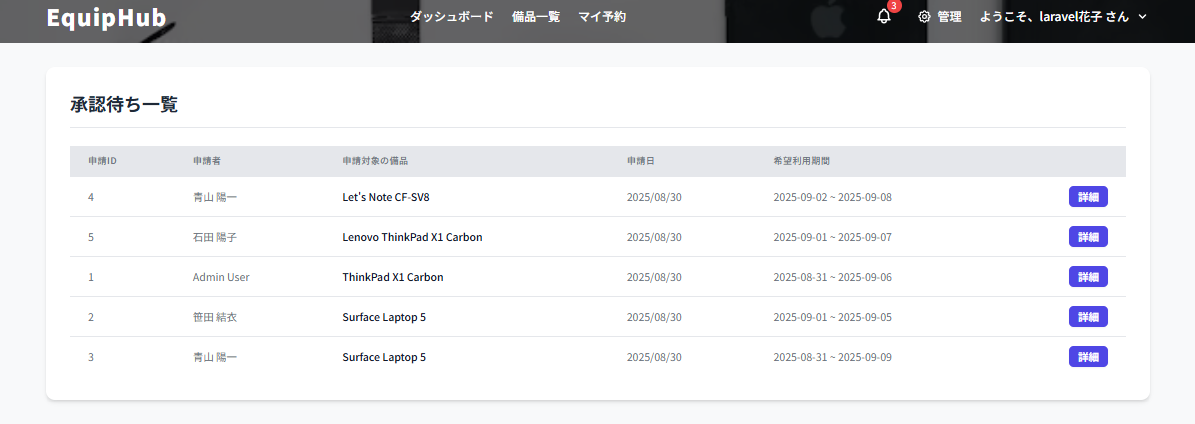 EquipHub ダッシュボード 備品一覧 マイ予約 3 管理 ようこそ、laravel花子 さん
承認待ち一覧
申請ID 申請者 申請対象の備品 申請日 希望利用期間
4 青山 陽一 Let's Note CF-SV8 2025/08/30 2025-09-02 ~ 2025-09-08 詳細
5 石田 陽子 Lenovo ThinkPad X1 Carbon 2025/08/30 2025-09-01 ~ 2025-09-07 詳細
1 Admin User ThinkPad X1 Carbon 2025/08/30 2025-08-31 ~ 2025-09-06 詳細
2 笹田 結衣 Surface Laptop 5 2025/08/30 2025-09-01 ~ 2025-09-05 詳細
3 青山 陽一 Surface Laptop 5 2025/08/30 2025-08-31 ~ 2025-09-09 詳細